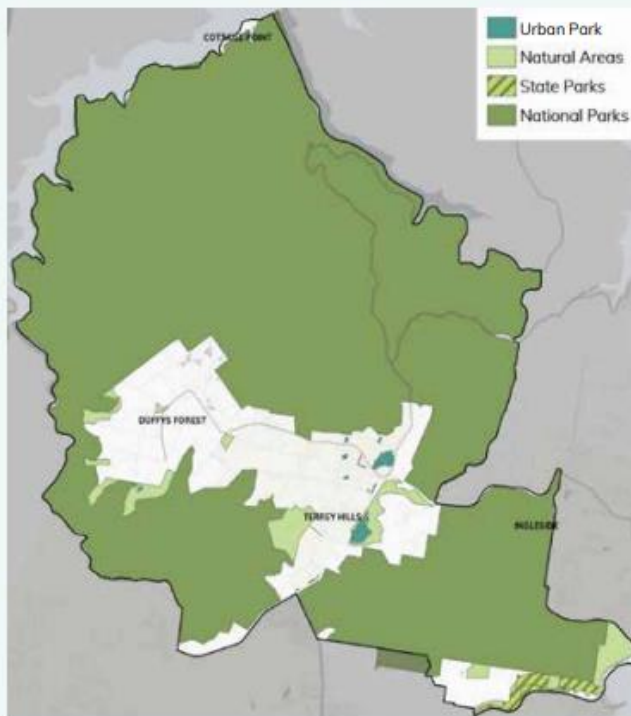 COTTAGE POINT
Urban Park
Natural Areas
State Parks
National Parks
DUFFYS FOREST
TERREY HILLS
INGLESIDE